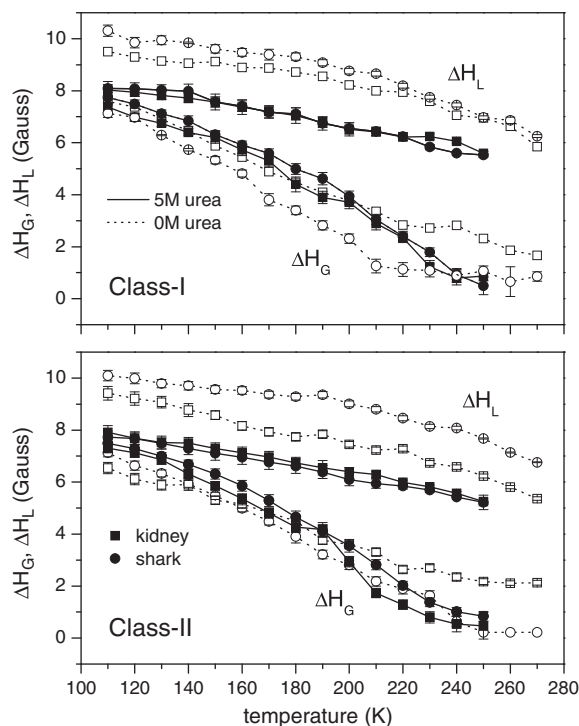 ΔH_G, ΔH_L (Gauss)
12
10
8
6
4
2
0
ΔH_L
5M urea
0M urea
ΔH_G
Class-I
ΔH_G, ΔH_L (Gauss)
12
10
8
6
4
2
0
ΔH_L
kidney
shark
ΔH_G
Class-II
100 120 140 160 180 200 220 240 260 280
temperature (K)